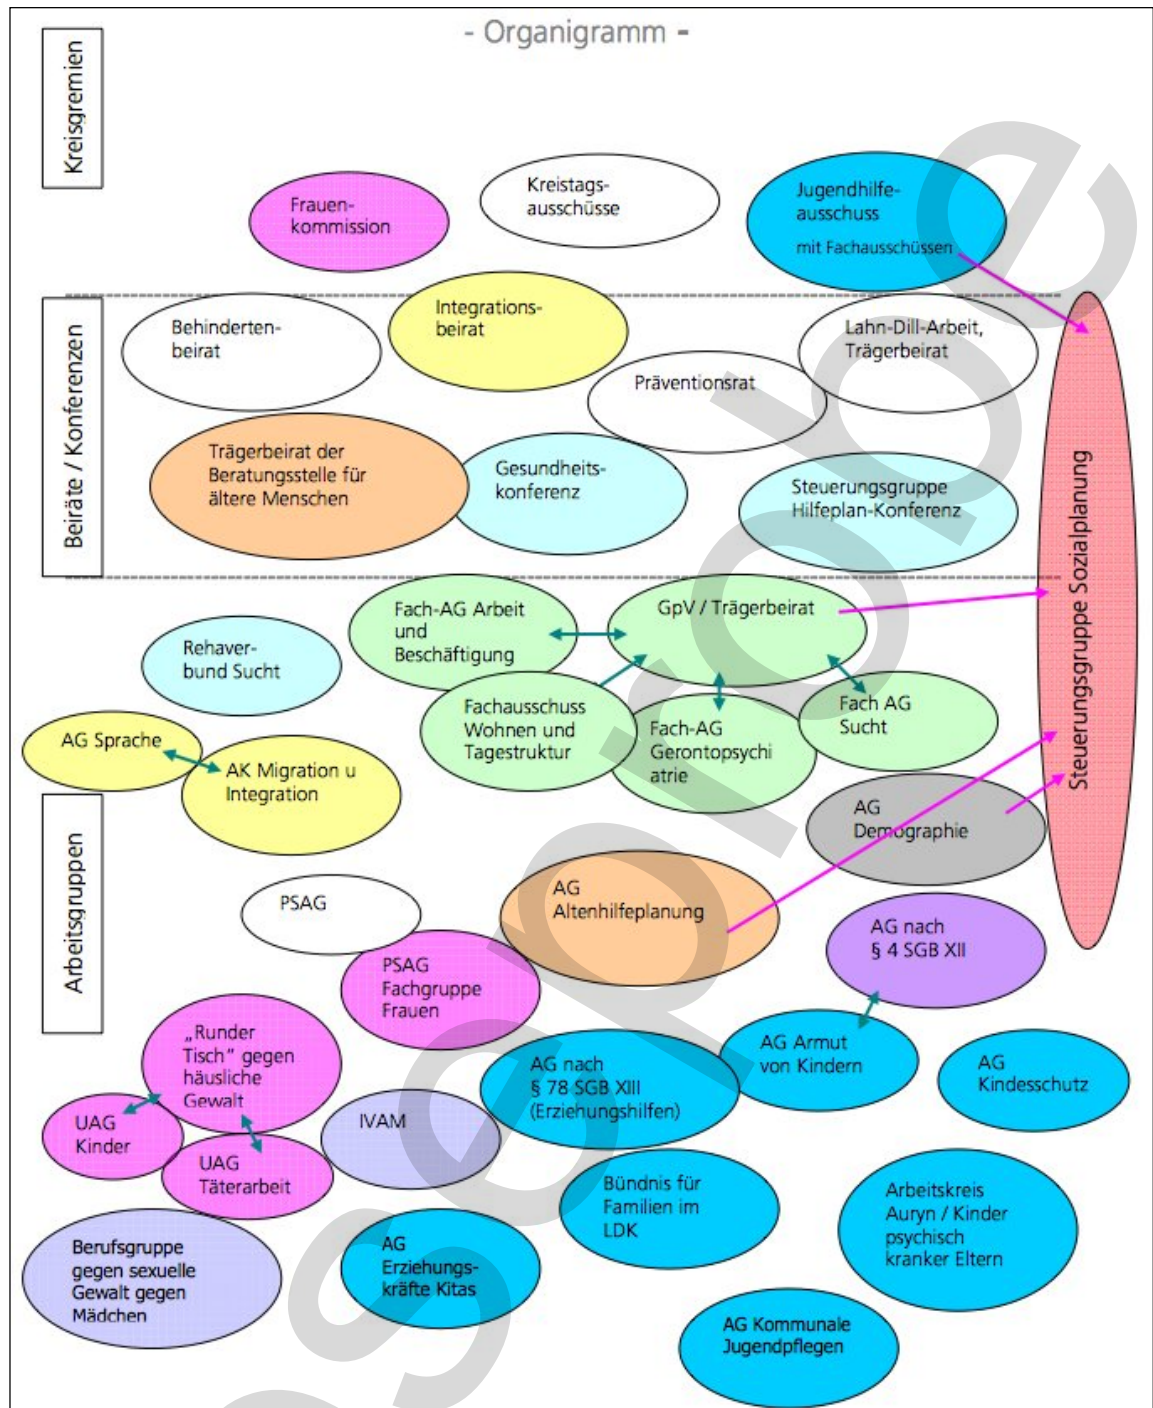 - Organigramm -
Kreisgremien
Frauen-
kommission
Kreistags-
ausschüsse
Jugendhilfe-
ausschuss
mit Fachausschüssen
Beiräte / Konferenzen
Behinderten-
beirat
Integrations-
beirat
Präventionsrat
Lahn-Dill-Arbeit,
Trägerbeirat
Trägerbeirat der
Beratungsstelle für
ältere Menschen
Gesundheits-
konferenz
Steuerungsgruppe
Hilfeplan-Konferenz
Steuerungsgruppe Sozialplanung
Arbeitsgruppen
Fach-AG Arbeit
und
Beschäftigung
GpV / Trägerbeirat
Rehaver-
bund Sucht
Fachausschuss
Wohnen und
Tagestruktur
Fach-AG
Gerontopsychi
atrie
Fach AG
Sucht
AG Sprache
AK Migration u
Integration
AG
Demographie
PSAG
AG
Altenhilfeplanung
AG nach
§ 4 SGB XII
PSAG
Fachgruppe
Frauen
„Runder
Tisch“ gegen
häusliche
Gewalt
AG nach
§ 78 SGB XIII
(Erziehungshilfen)
AG Armut
von Kindern
AG
Kindesschutz
UAG
Kinder
UAG
Täterarbeit
IVAM
Bündnis für
Familien im
LDK
Arbeitskreis
Auryn / Kinder
psychisch
kranker Eltern
Berufsgruppe
gegen sexuelle
Gewalt gegen
Mädchen
AG
Erziehungs-
kräfte Kitas
AG Kommunale
Jugendpflegen